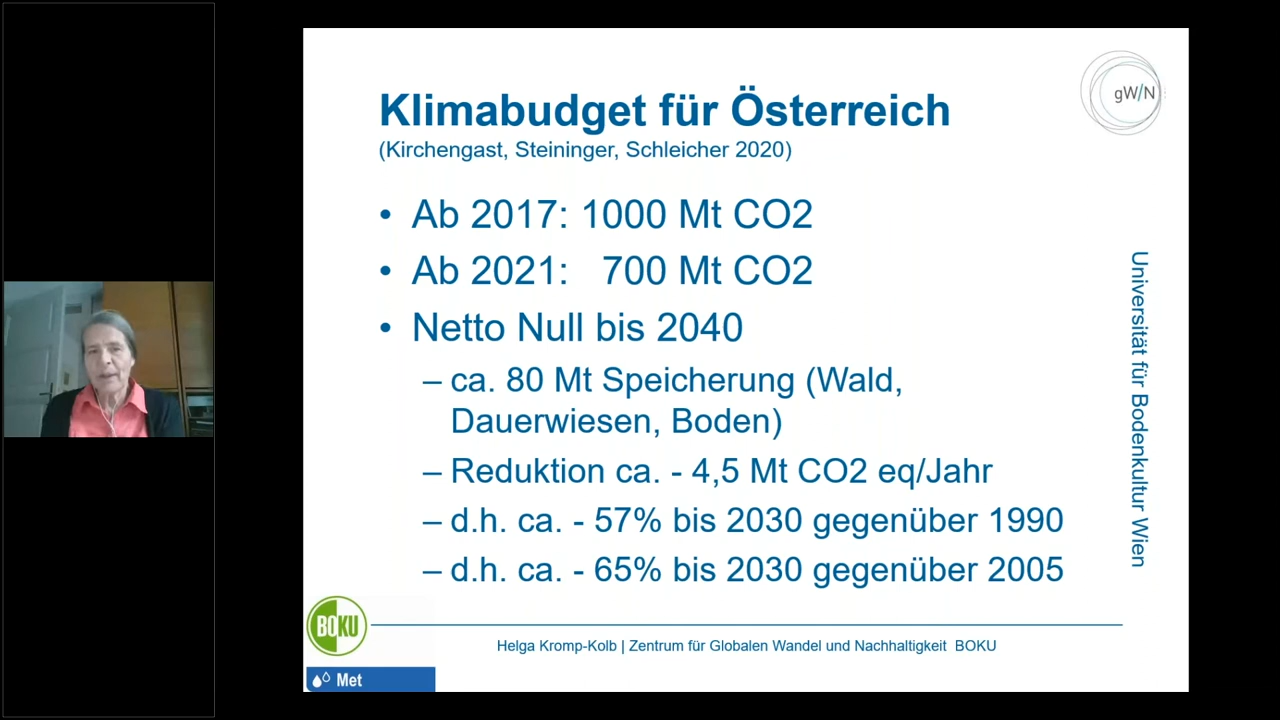 gW/N
Klimabudget für Österreich
(Kirchengast, Steininger, Schleicher 2020)
• Ab 2017: 1000 Mt CO2
• Ab 2021: 700 Mt CO2
• Netto Null bis 2040
– ca. 80 Mt Speicherung (Wald,
Dauerwiesen, Boden)
– Reduktion ca. - 4,5 Mt CO2 eq/Jahr
– d.h. ca. - 57% bis 2030 gegenüber 1990
– d.h. ca. - 65% bis 2030 gegenüber 2005
Universität für Bodenkultur Wien
BOKU
Helga Kromp-Kolb | Zentrum für Globalen Wandel und Nachhaltigkeit BOKU
Met